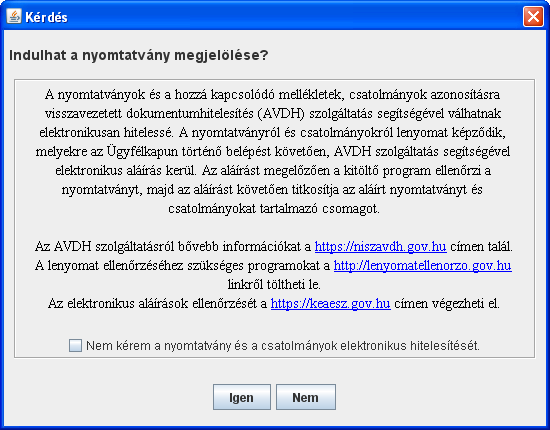 Kérdés
Indulhat a nyomtatvány megjelölése?
A nyomtatványok és a hozzá kapcsolódó mellékletek, csatolmányok azonosításra
visszavezetett dokumentumhitelesítés (AVDH) szolgáltatás segítségével válhatnak
elektronikusan hitelessé. A nyomtatványról és csatolmányokról lenyomat képződik,
melyekre az Ügyfélkapun történő belépést követően, AVDH szolgáltatás segítségével
elektronikus aláírás kerül. Az aláírást megelőzően a kitöltő program ellenőrzi a
nyomtatványt, majd az aláírást követően titkosítja az aláírt nyomtatványt és
csatolmányokat tartalmazó csomagot.
Az AVDH szolgáltatásról bővebb információkat a https://niszavdh.gov.hu címen talál.
A lenyomat ellenőrzéséhez szükséges programokat a http://lenyomatellenorzo.gov.hu
linkről töltheti le.
Az elektronikus aláírások ellenőrzését a https://keaesz.gov.hu címen végezheti el.
Nem kérem a nyomtatvány és a csatolmányok elektronikus hitelesítését.
Igen Nem